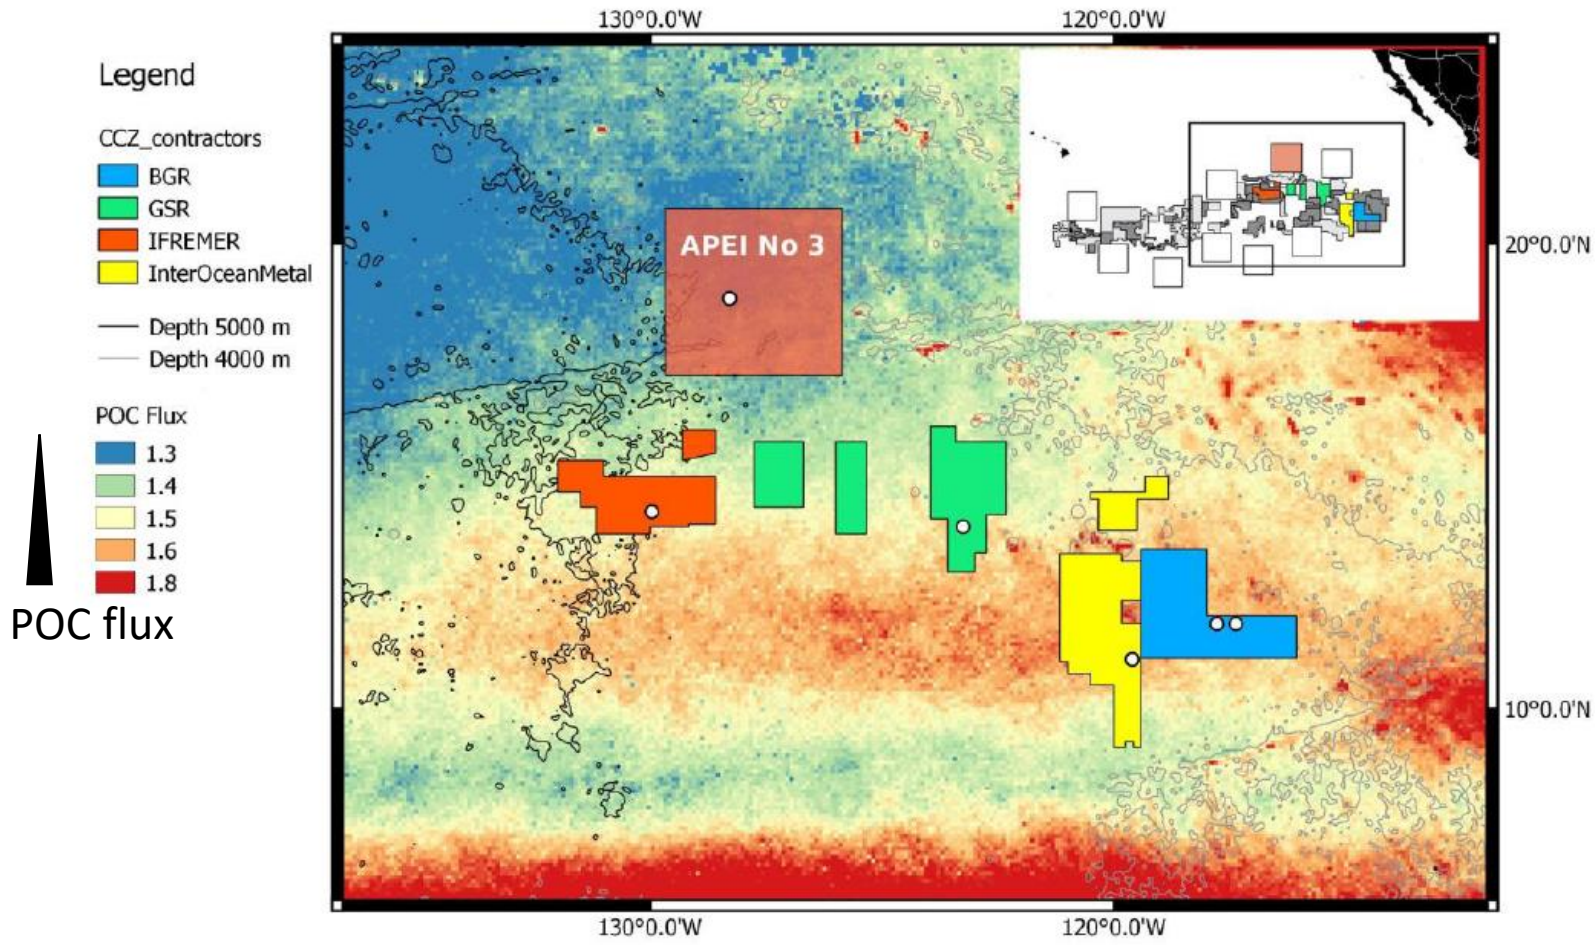 130°0.0'W 120°0.0'W
Legend
CCZ_contractors
BGR
GSR
IFREMER
InterOceanMetal
Depth 5000 m
Depth 4000 m
POC Flux
1.3
1.4
1.5
1.6
1.8
POC flux
APEI No 3
20°0.0'N
10°0.0'N
130°0.0'W 120°0.0'W